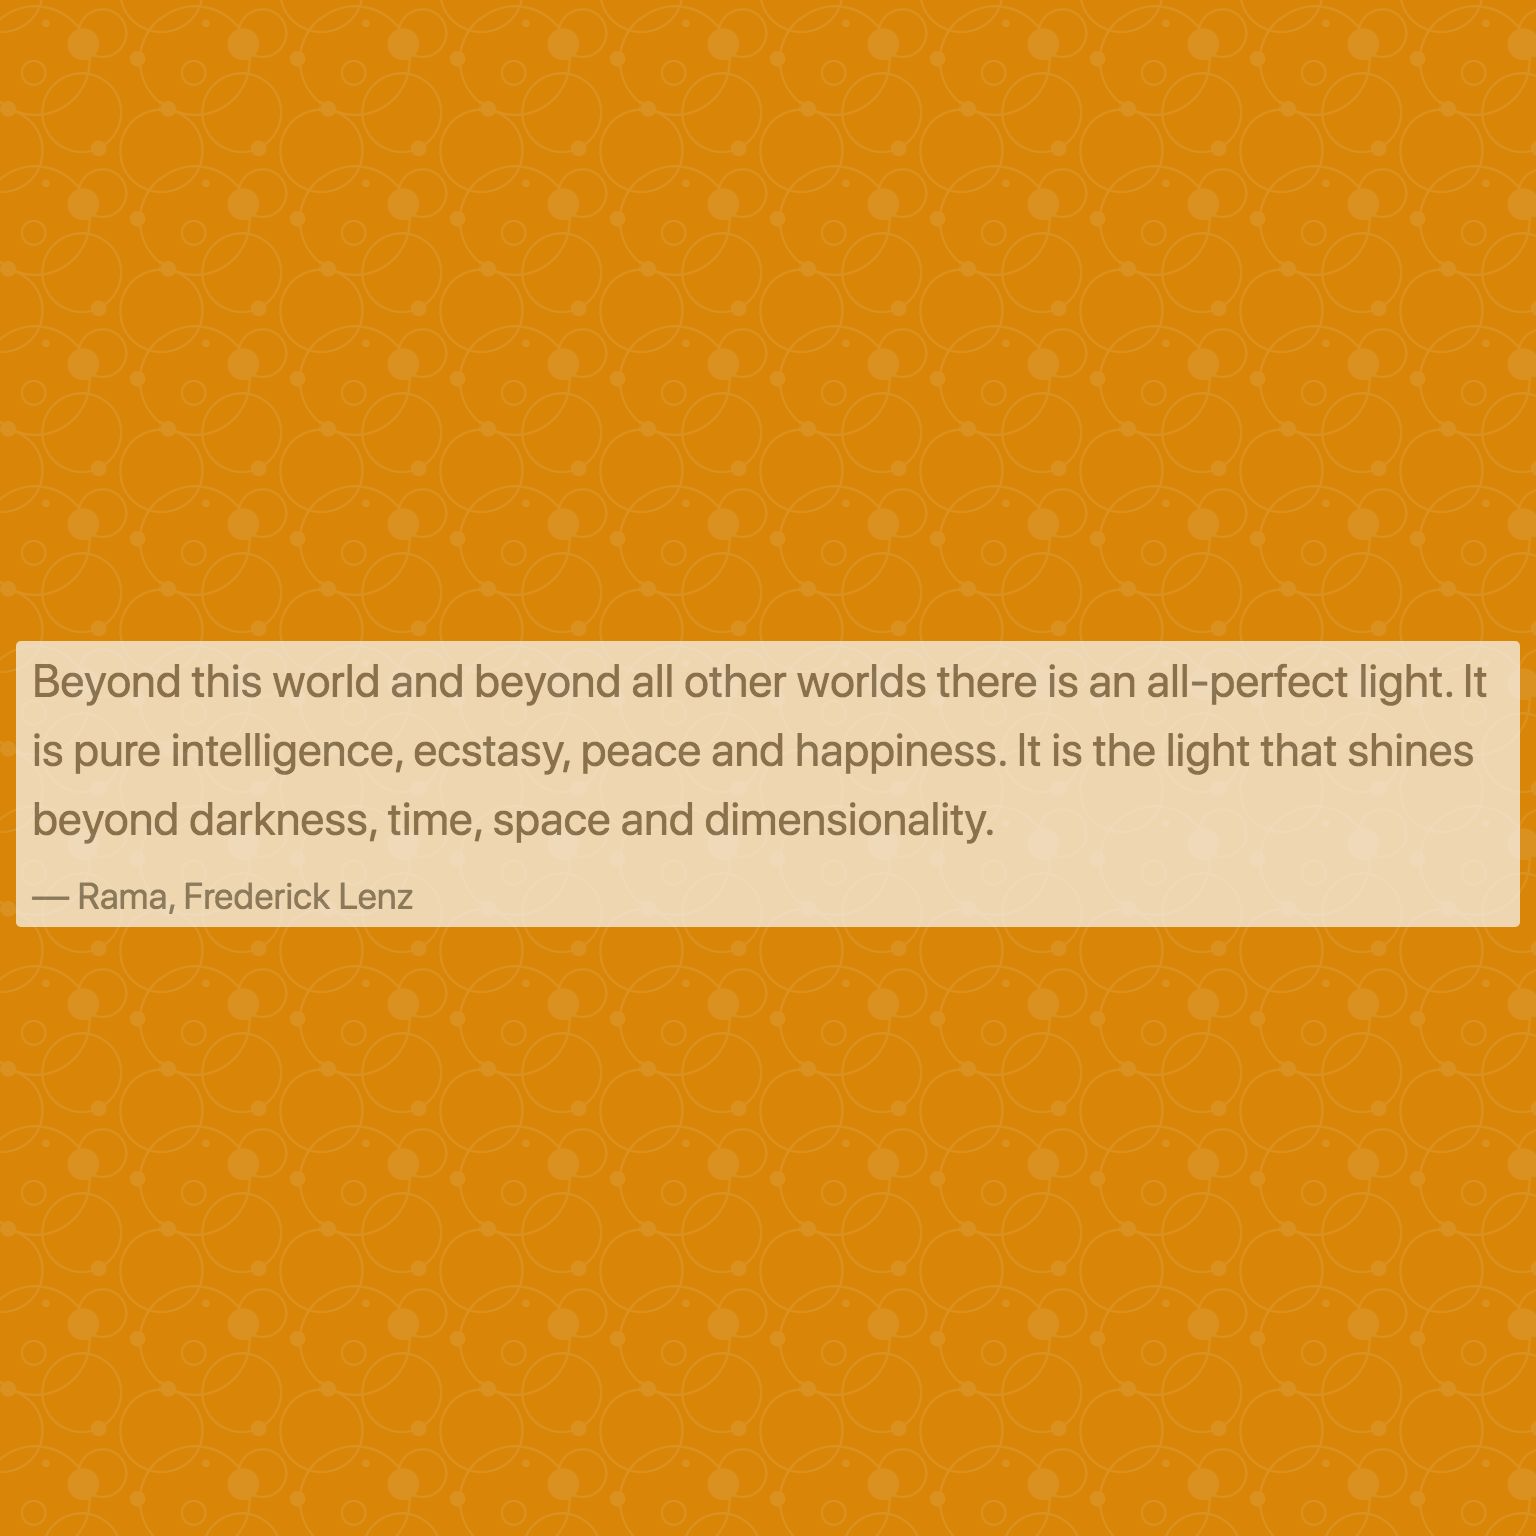 Beyond this world and beyond all other worlds there is an all-perfect light. It
is pure intelligence, ecstasy, peace and happiness. It is the light that shines
beyond darkness, time, space and dimensionality.
— Rama, Frederick Lenz